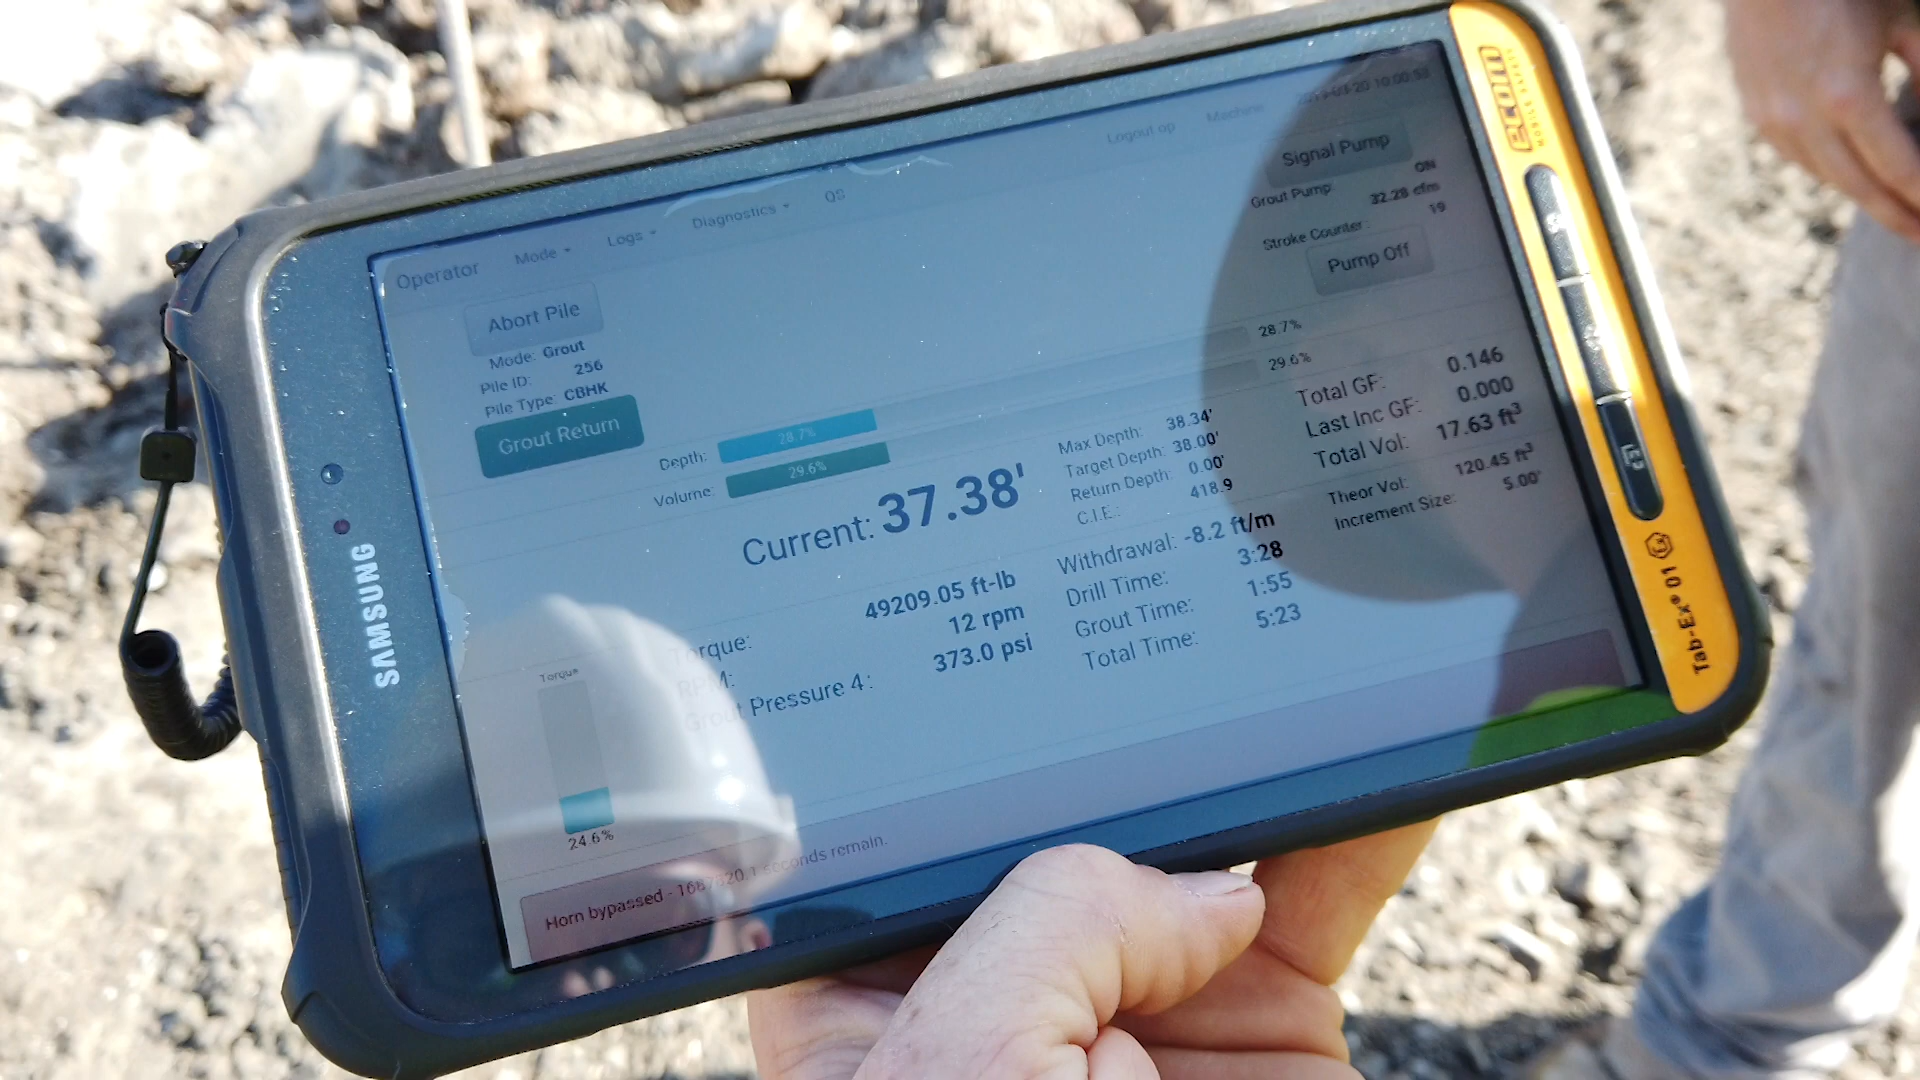 Operator Mode Logs Diagnostics QS Logout op Machine
Abort Pile
Mode: Grout
Pile ID: 256
Pile Type: CBHK
Grout Return
Signal Pump
Grout Pump: ON
32.28 cfm
Stroke Counter: 19
Pump Off
Depth: 28.7% 28.7%
Volume: 29.6% 29.6%
Current: 37.38'
Max Depth: 38.34'
Target Depth: 38.00'
Return Depth: 0.00'
C.I.E.: 418.9
Total GF: 0.146
Last Inc GF: 0.000
Total Vol: 17.63 ft³
Theor Vol: 120.45 ft³
Increment Size: 5.00'
Torque: 49209.05 ft-lb
RPM: 12 rpm
Grout Pressure 4: 373.0 psi
Withdrawal: -8.2 ft/m
Drill Time: 3:28
Grout Time: 1:55
Total Time: 5:23
Torque
24.6%
Horn bypassed - seconds remain.
SAMSUNG
ecom
Tab-Ex® 01